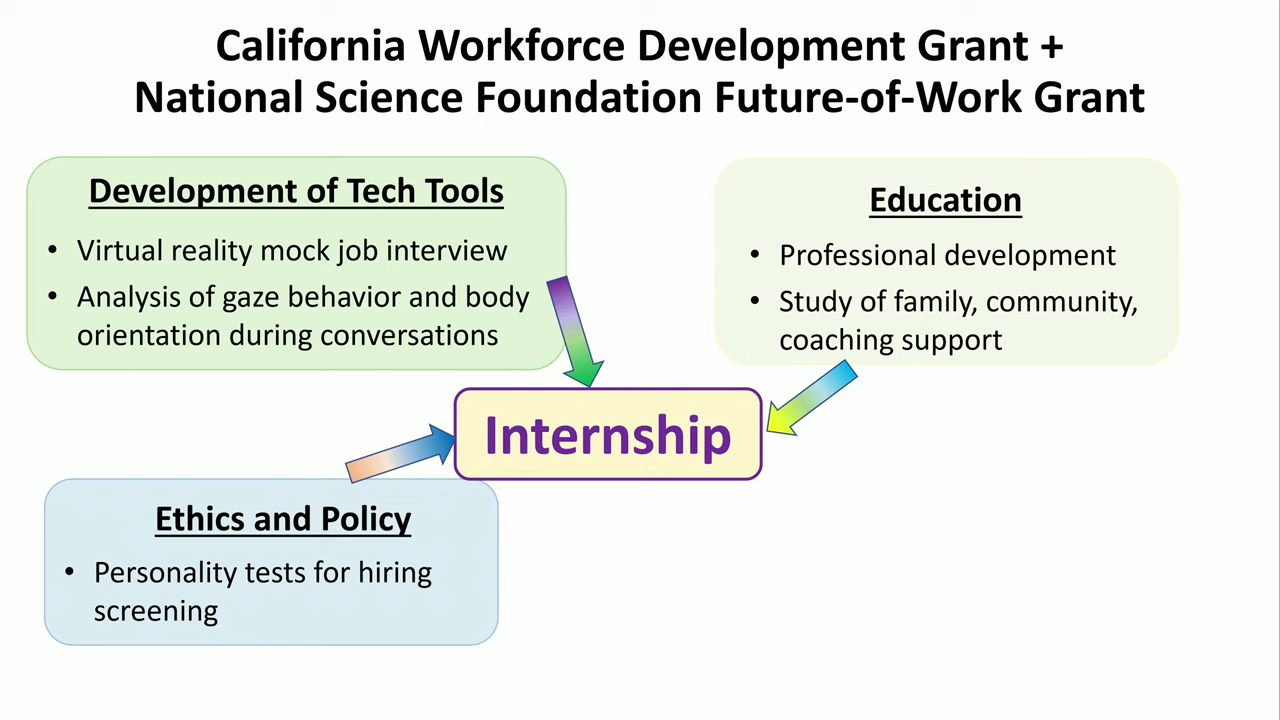 California Workforce Development Grant +
National Science Foundation Future-of-Work Grant
Development of Tech Tools
• Virtual reality mock job interview
• Analysis of gaze behavior and body
orientation during conversations
Education
• Professional development
• Study of family, community,
coaching support
Internship
Ethics and Policy
• Personality tests for hiring
screening